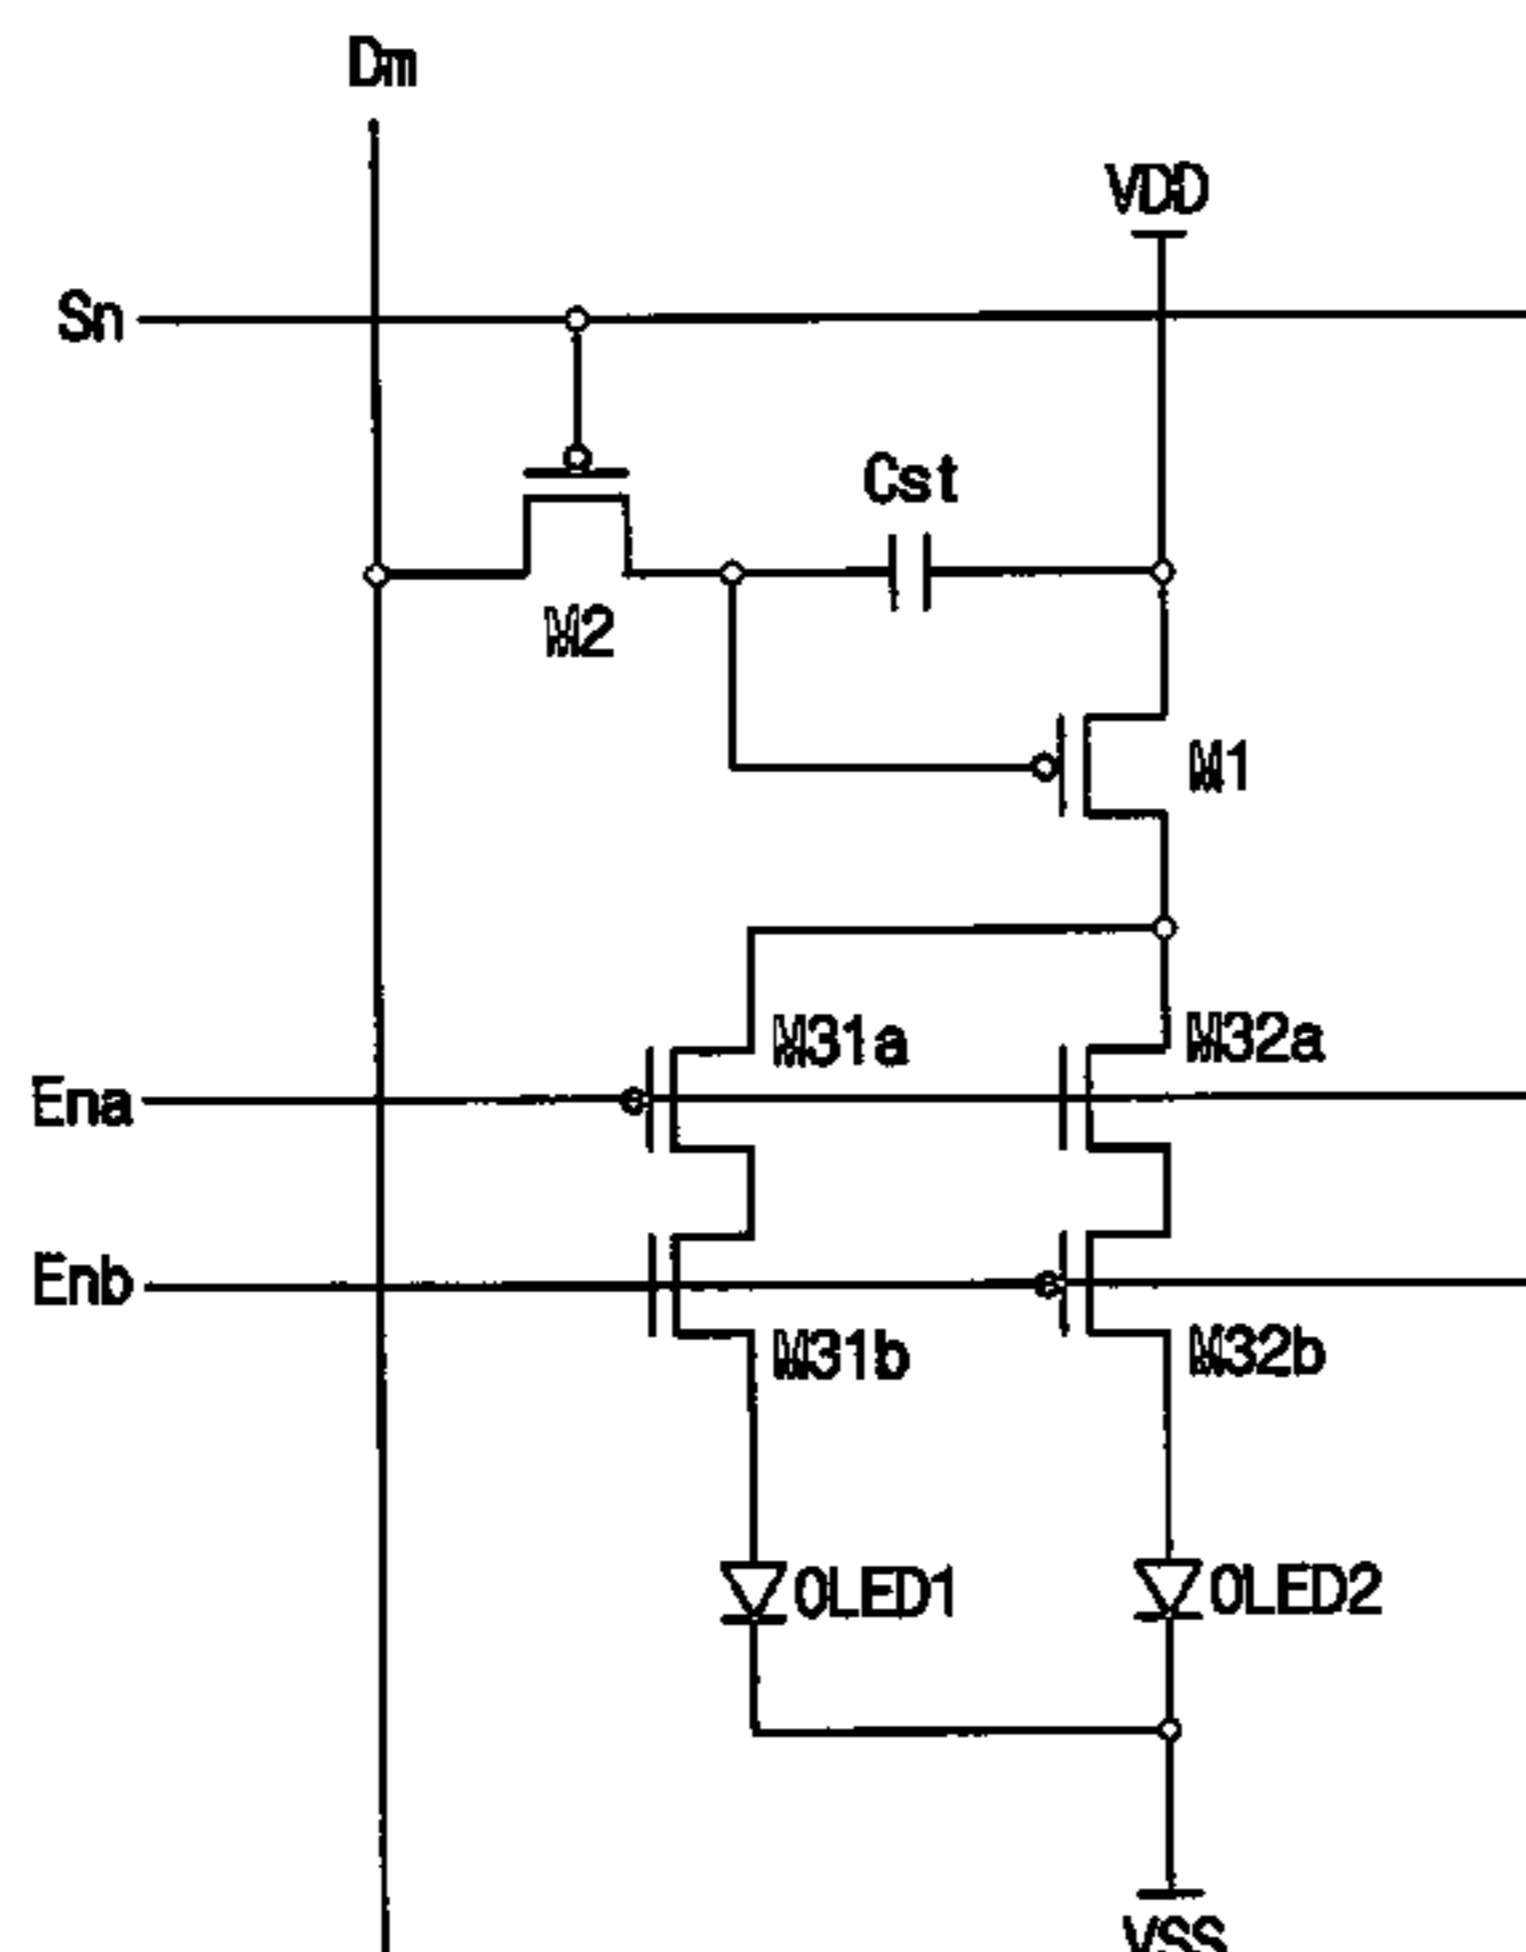 Dm
VDD
Sn
Cst
M2
M1
M31a
M32a
Ena
Enb
M31b
M32b
OLED1
OLED2
VSS